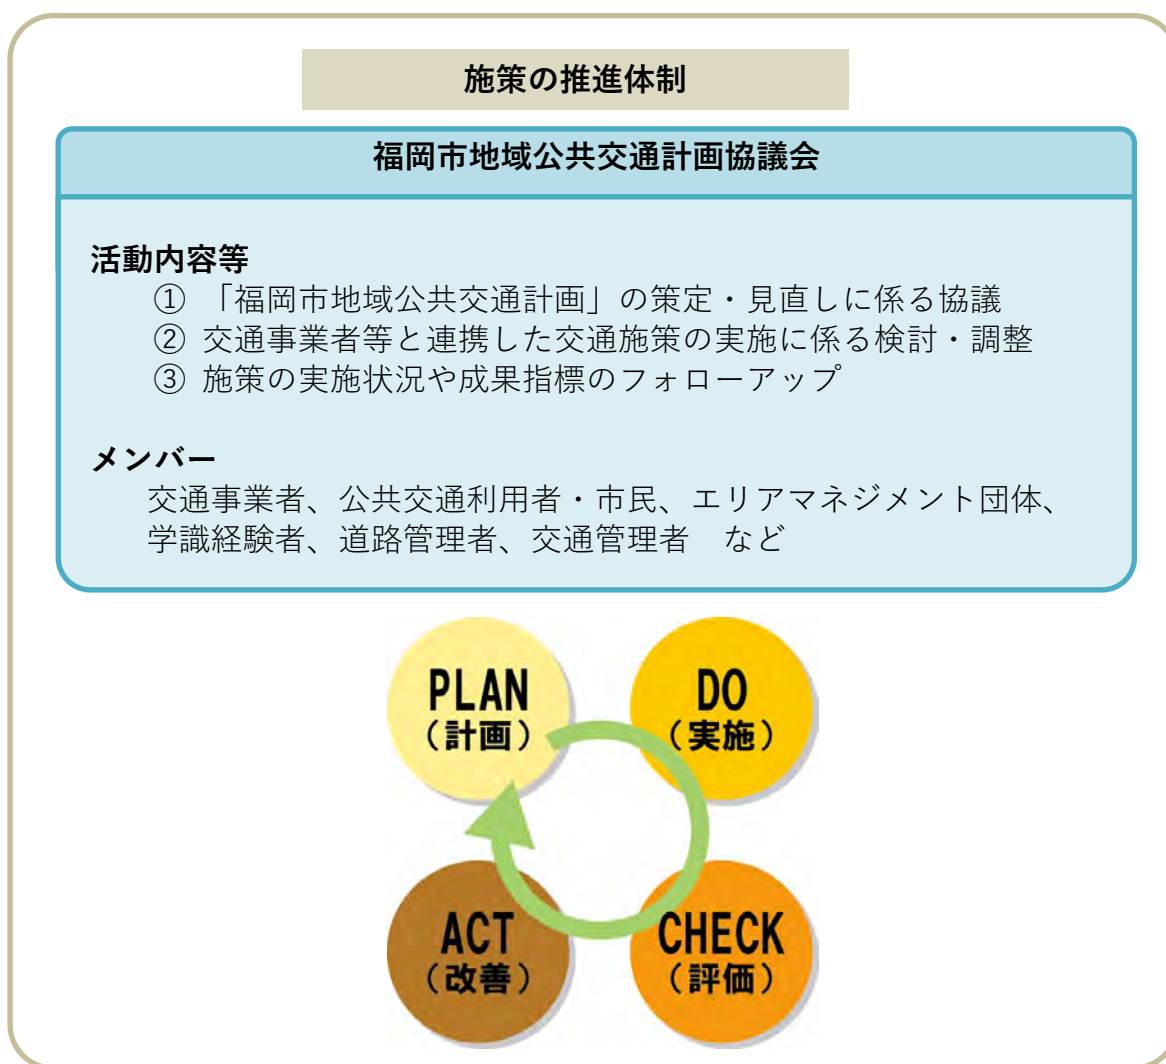 施策の推進体制
福岡市地域公共交通計画協議会
活動内容等
① 「福岡市地域公共交通計画」の策定・見直しに係る協議
② 交通事業者等と連携した交通施策の実施に係る検討・調整
③ 施策の実施状況や成果指標のフォローアップ
メンバー
交通事業者、公共交通利用者・市民、エリアマネジメント団体、
学識経験者、道路管理者、交通管理者　など
PLAN
（計画）
DO
（実施）
ACT
（改善）
CHECK
（評価）